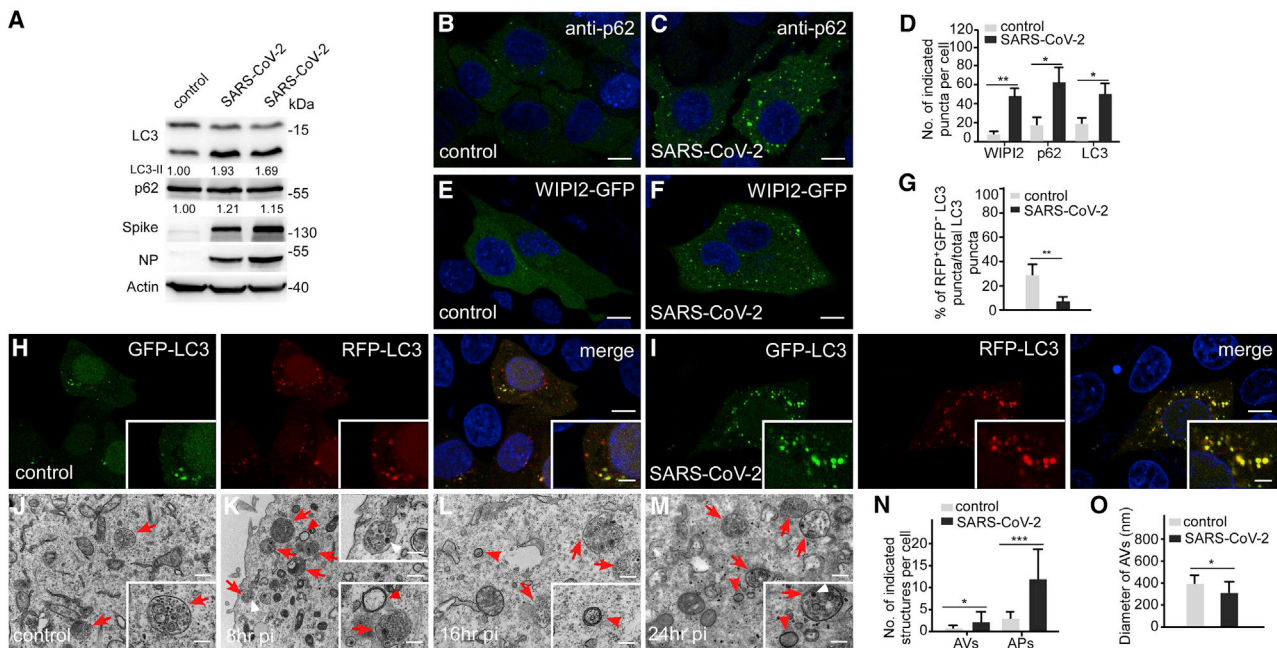 A
control
SARS-CoV-2
SARS-CoV-2
kDa
LC3
-15
LC3-II 1.00 1.93 1.69
p62
-55
1.00 1.21 1.15
Spike
-130
NP
-55
Actin
-40
B
anti-p62
control
C
anti-p62
SARS-CoV-2
D
control
SARS-CoV-2
No. of indicated
puncta per cell
120
100
80
60
40
20
0
**
*
*
WIPI2 p62 LC3
E
WIPI2-GFP
control
F
WIPI2-GFP
SARS-CoV-2
G
control
SARS-CoV-2
% of RFP+GFP- LC3
puncta/total LC3
puncta
100
80
60
40
20
0
**
H
GFP-LC3
control
RFP-LC3
merge
I
GFP-LC3
SARS-CoV-2
RFP-LC3
merge
J
control
K
8hr pi
L
16hr pi
M
24hr pi
N
control
SARS-CoV-2
No. of indicated
structures per cell
20
15
10
5
0
*
***
AVs APs
O
control
SARS-CoV-2
Diameter of AVs (nm)
800
600
400
200
0
*